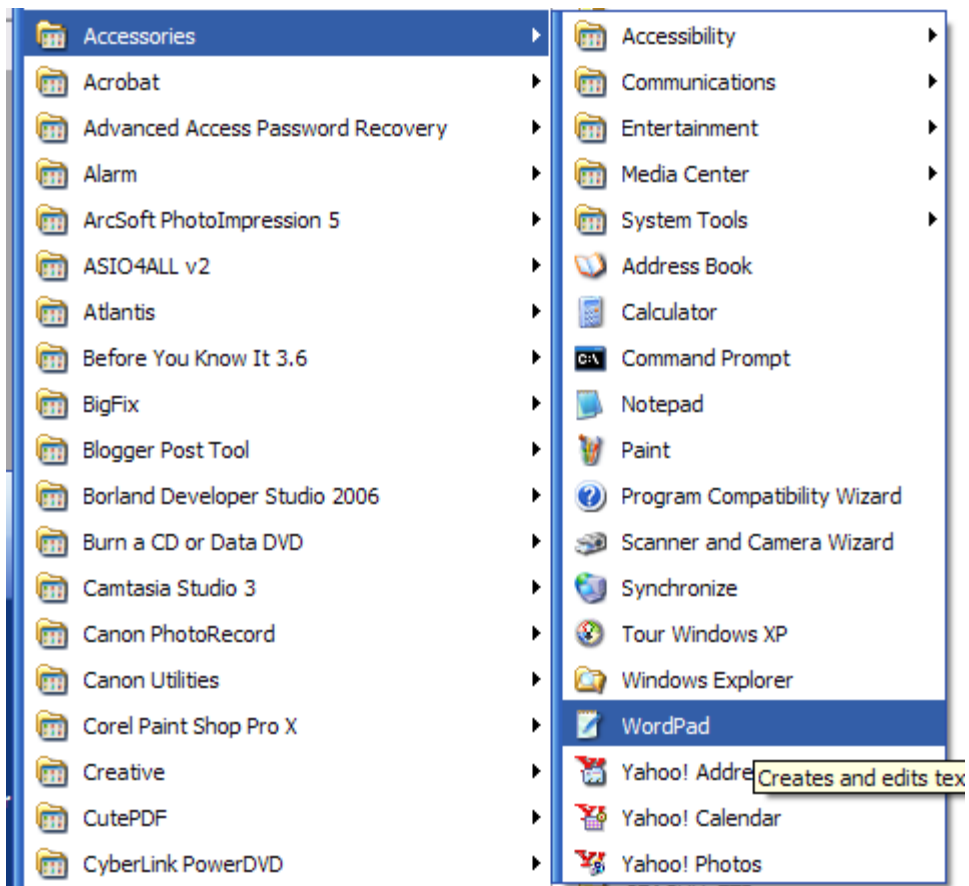 Accessories
Acrobat
Advanced Access Password Recovery
Alarm
ArcSoft PhotoImpression 5
ASIO4ALL v2
Atlantis
Before You Know It 3.6
BigFix
Blogger Post Tool
Borland Developer Studio 2006
Burn a CD or Data DVD
Camtasia Studio 3
Canon PhotoRecord
Canon Utilities
Corel Paint Shop Pro X
Creative
CutePDF
CyberLink PowerDVD
Accessibility
Communications
Entertainment
Media Center
System Tools
Address Book
Calculator
C:\
Command Prompt
Notepad
Paint
Program Compatibility Wizard
Scanner and Camera Wizard
Synchronize
Tour Windows XP
Windows Explorer
WordPad
Yahoo! Addre
Creates and edits tex
Yahoo! Calendar
Yahoo! Photos